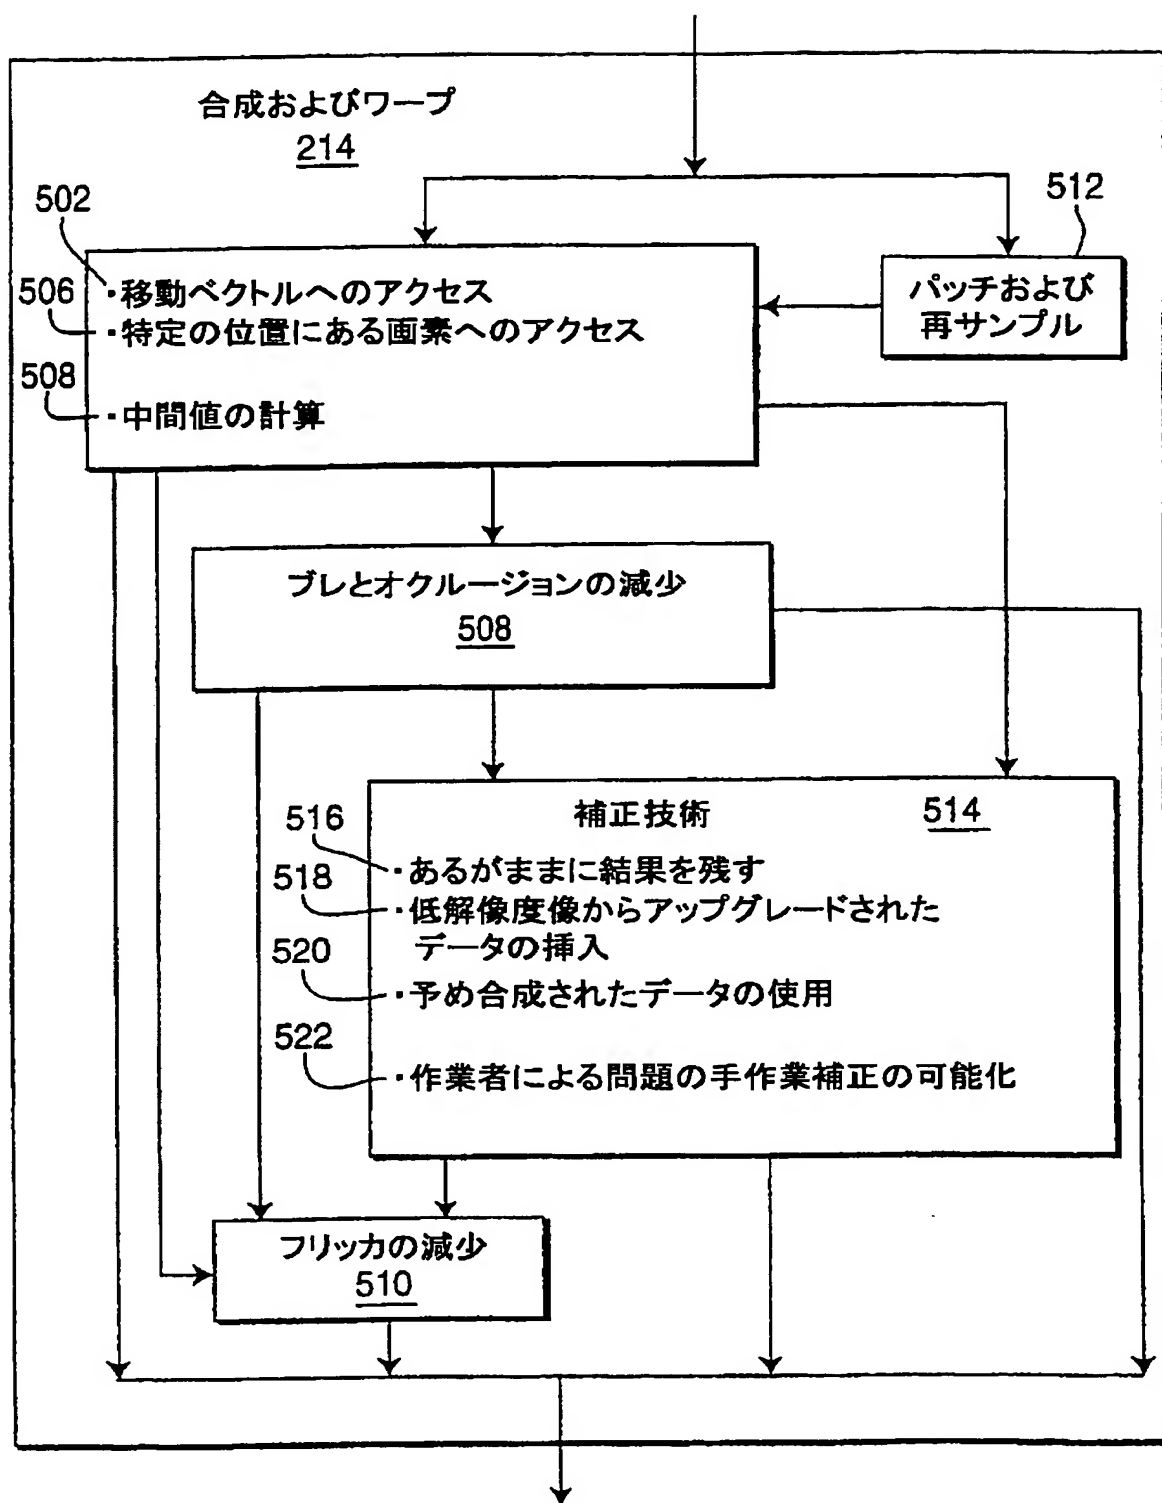 合成およびワープ
214
502
506
508
・移動ベクトルへのアクセス
・特定の位置にある画素へのアクセス
・中間値の計算
512
パッチおよび
再サンプル
ブレとオクルージョンの減少
508
補正技術
514
516
518
520
522
・あるがままに結果を残す
・低解像度像からアップグレードされた
データの挿入
・予め合成されたデータの使用
・作業者による問題の手作業補正の可能化
フリッカの減少
510